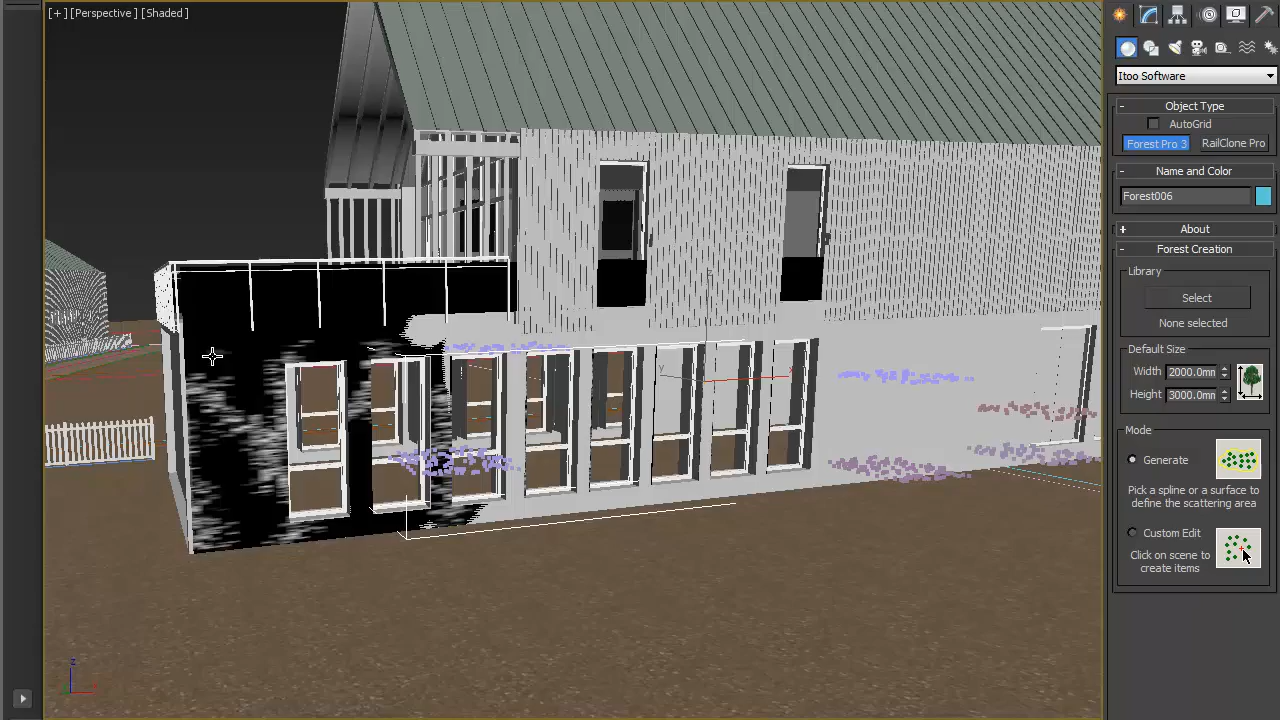 [+] [Perspective] [Shaded]
Itoo Software
- Object Type
AutoGrid
Forest Pro 3 RailClone Pro
- Name and Color
Forest006
+ About
- Forest Creation
Library
Select
None selected
Default Size
Width 2000.0mm
Height 3000.0mm
Mode
Generate
Pick a spline or a surface to
define the scattering area
Custom Edit
Click on scene to
create items
y x
z